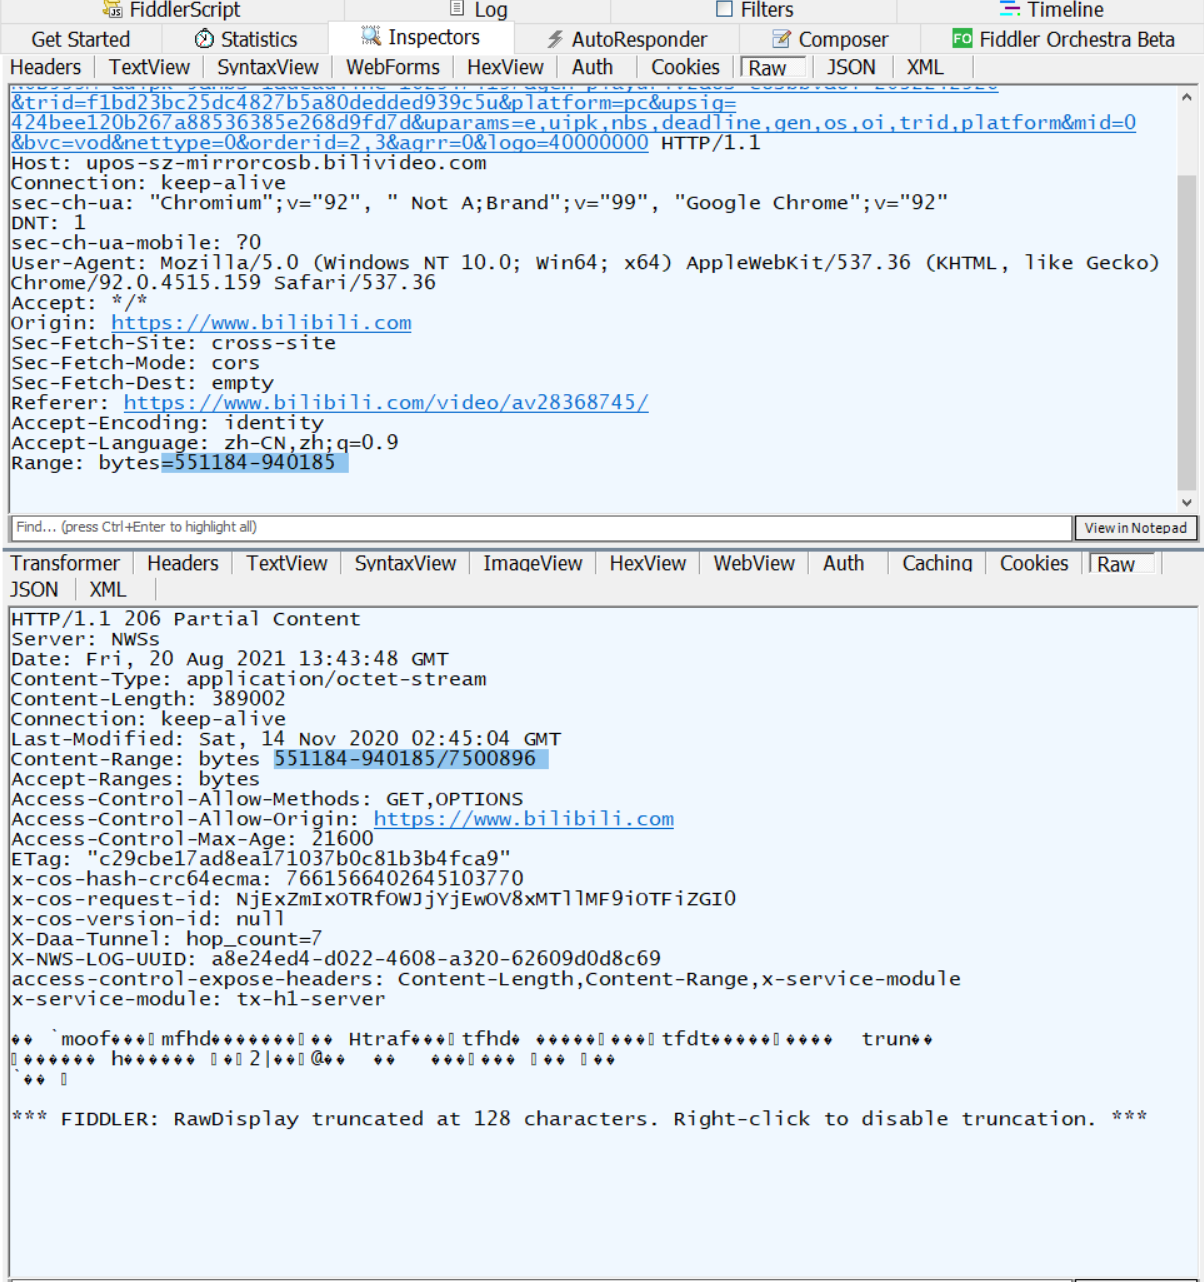 FiddlerScript Log Filters Timeline
Get Started Statistics Inspectors AutoResponder Composer FO Fiddler Orchestra Beta
Headers TextView SyntaxView WebForms HexView Auth Cookies Raw JSON XML
&trid=f1bd23bc25dc4827b5a80dedded939c5u&platform=pc&upsig=
424bee120b267a88536385e268d9fd7d&uparams=e,uipk,nbs,deadline,gen,os,oi,trid,platform&mid=0
&bvc=vod&nettype=0&orderid=2,3&agrr=0&logo=40000000 HTTP/1.1
Host: upos-sz-mirrorcosb.bilivideo.com
Connection: keep-alive
sec-ch-ua: "Chromium";v="92", " Not A;Brand";v="99", "Google Chrome";v="92"
DNT: 1
sec-ch-ua-mobile: ?0
User-Agent: Mozilla/5.0 (Windows NT 10.0; Win64; x64) AppleWebKit/537.36 (KHTML, like Gecko)
Chrome/92.0.4515.159 Safari/537.36
Accept: */*
Origin: https://www.bilibili.com
Sec-Fetch-Site: cross-site
Sec-Fetch-Mode: cors
Sec-Fetch-Dest: empty
Referer: https://www.bilibili.com/video/av28368745/
Accept-Encoding: identity
Accept-Language: zh-CN,zh;q=0.9
Range: bytes=551184-940185
Find... (press Ctrl+Enter to highlight all) View in Notepad
Transformer Headers TextView SyntaxView ImageView HexView WebView Auth Caching Cookies Raw
JSON XML
HTTP/1.1 206 Partial Content
Server: NWSs
Date: Fri, 20 Aug 2021 13:43:48 GMT
Content-Type: application/octet-stream
Content-Length: 389002
Connection: keep-alive
Last-Modified: Sat, 14 Nov 2020 02:45:04 GMT
Content-Range: bytes 551184-940185/7500896
Accept-Ranges: bytes
Access-Control-Allow-Methods: GET,OPTIONS
Access-Control-Allow-Origin: https://www.bilibili.com
Access-Control-Max-Age: 21600
ETag: "c29cbe17ad8ea171037b0c81b3b4fca9"
x-cos-hash-crc64ecma: 7661566402645103770
x-cos-request-id: NjExZmIxOTRfOWJjYjEwOV8xMTllMF9iOTFiZGI0
x-cos-version-id: null
X-Daa-Tunnel: hop_count=7
X-NWS-LOG-UUID: a8e24ed4-d022-4608-a320-62609d0d8c69
access-control-expose-headers: Content-Length,Content-Range,x-service-module
x-service-module: tx-h1-server
�� `moof���▯mfhd�������▯�� Htraf���▯tfhd� �����▯���▯tfdt�����▯���� trun��
▯������ h������ ▯�▯2|��▯@�� �� ���▯��� ▯�� ▯��
`�� ▯
*** FIDDLER: RawDisplay truncated at 128 characters. Right-click to disable truncation. ***